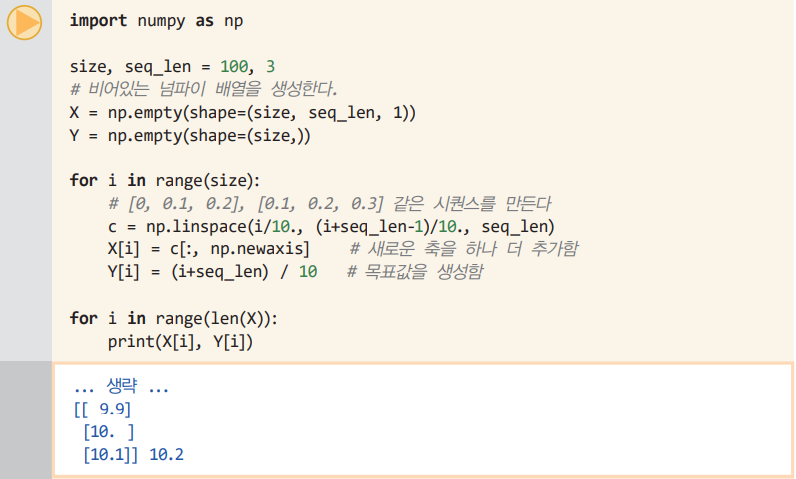 import numpy as np
size, seq_len = 100, 3
# 비어있는 넘파이 배열을 생성한다.
X = np.empty(shape=(size, seq_len, 1))
Y = np.empty(shape=(size,))
for i in range(size):
# [0, 0.1, 0.2], [0.1, 0.2, 0.3] 같은 시퀀스를 만든다
c = np.linspace(i/10., (i+seq_len-1)/10., seq_len)
X[i] = c[:, np.newaxis] # 새로운 축을 하나 더 추가함
Y[i] = (i+seq_len) / 10 # 목표값을 생성함
for i in range(len(X)):
print(X[i], Y[i])
... 생략 ...
[[ 9.9]
[10. ]
[10.1]] 10.2